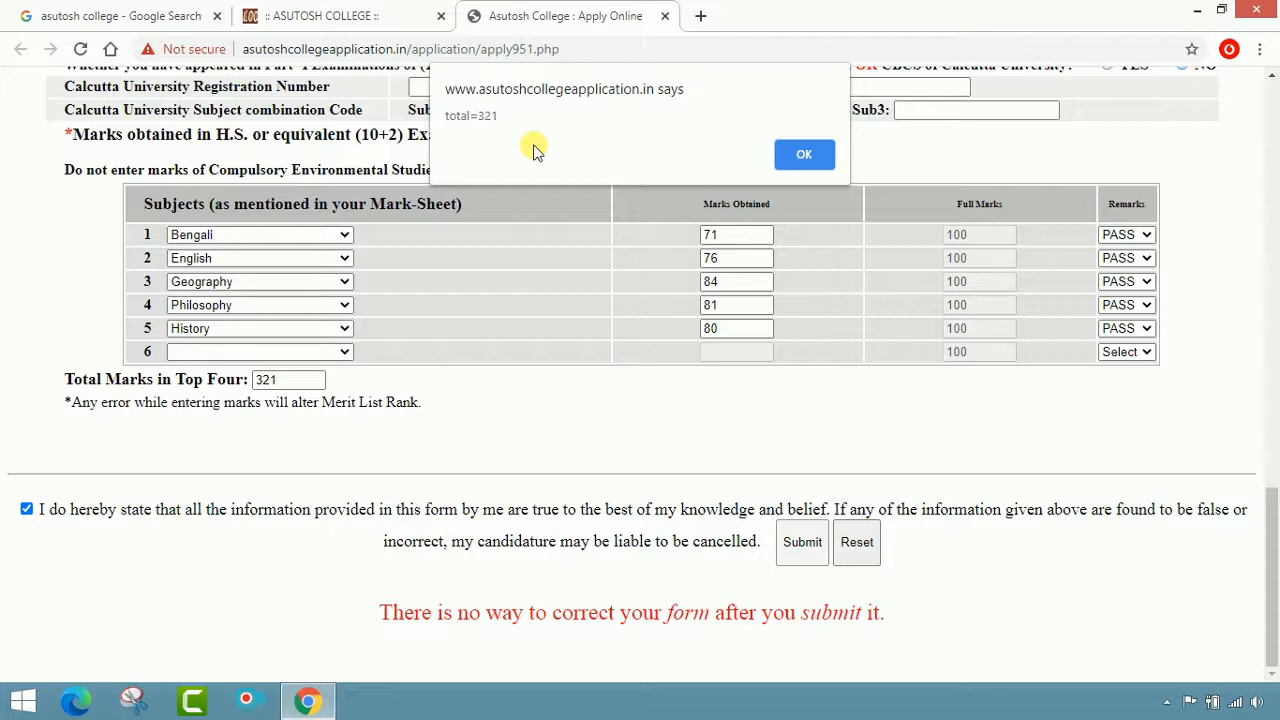 asutosh college - Google Search
:: ASUTOSH COLLEGE ::
Asutosh College : Apply Online
Not secure
asutoshcollegeapplication.in/application/apply951.php
Calcutta University Registration Number
Calcutta University Subject combination Code
Sub3:
www.asutoshcollegeapplication.in says
total=321
OK
*Marks obtained in H.S. or equivalent (10+2)
Do not enter marks of Compulsory Environmental
Subjects (as mentioned in your Mark-Sheet) Marks Obtained Full Marks Remarks
1 Bengali 71 100 PASS
2 English 76 100 PASS
3 Geography 84 100 PASS
4 Philosophy 81 100 PASS
5 History 80 100 PASS
6 100 Select
Total Marks in Top Four: 321
*Any error while entering marks will alter Merit List Rank.
I do hereby state that all the information provided in this form by me are true to the best of my knowledge and belief. If any of the information given above are found to be false or
incorrect, my candidature may be liable to be cancelled. Submit Reset
There is no way to correct your form after you submit it.